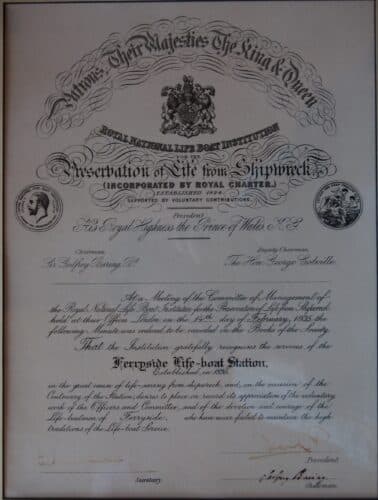 Patrons, Their Majesties The King & Queen
ROYAL NATIONAL LIFE BOAT INSTITUTION
FOR THE
Preservation of Life from Shipwreck
(INCORPORATED BY ROYAL CHARTER.)
ESTABLISHED 1824.
SUPPORTED BY VOLUNTARY CONTRIBUTIONS.
President
His Royal Highness the Prince of Wales K.G.
Chairman
Deputy Chairman,
Sir Godfrey Baring Bt.
The Hon. George Colville
At a Meeting of the Committee of Management of
the Royal National Life Boat Institution for the Preservation of Life from Shipwreck
held at their Offices London on the 14th day of February, 1935 the
following Minute was ordered to be recorded in the Books of the Society
That the Institution gratefully recognises the services of the
Ferryside Life-boat Station,
Established in
in the great cause of life-saving from shipwreck and, on the occasion of the
Centenary of the Station, desires to place on record its appreciation of the voluntary
work of the Officers and Committee, and of the devotion and courage of the
Life-boatmen of Ferryside, who have never failed to maintain the high
traditions of the Life-boat Service.
President
Godfrey Baring
Secretary
Chairman